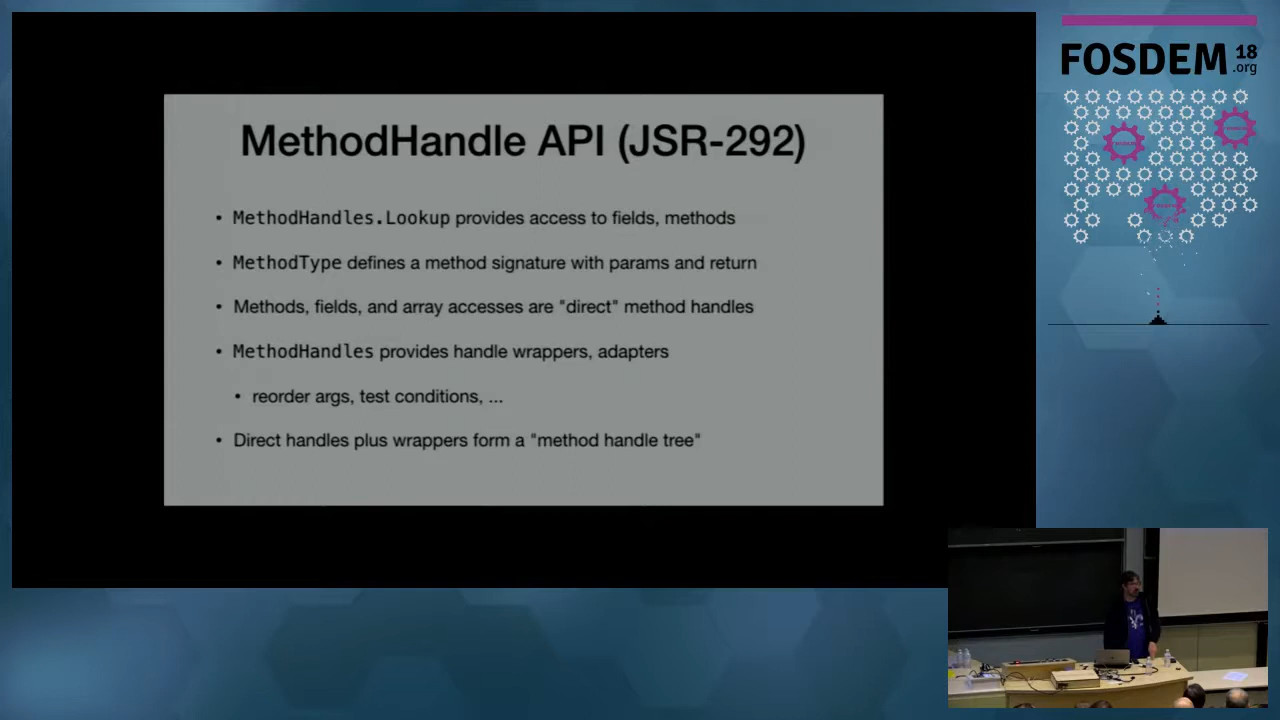 MethodHandle API (JSR-292)
• MethodHandles.Lookup provides access to fields, methods
• MethodType defines a method signature with params and return
• Methods, fields, and array accesses are "direct" method handles
• MethodHandles provides handle wrappers, adapters
• reorder args, test conditions, ...
• Direct handles plus wrappers form a "method handle tree"
FOSDEM 18
.org